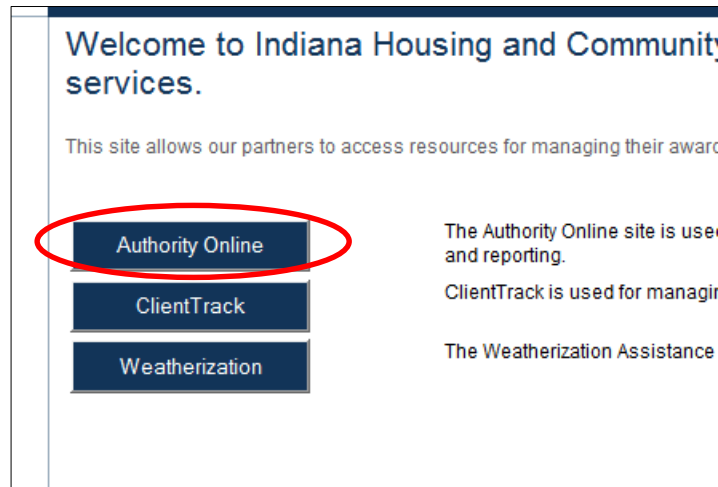 Welcome to Indiana Housing and Community
services.
This site allows our partners to access resources for managing their award
Authority Online
The Authority Online site is used
and reporting.
ClientTrack
ClientTrack is used for managin
Weatherization
The Weatherization Assistance